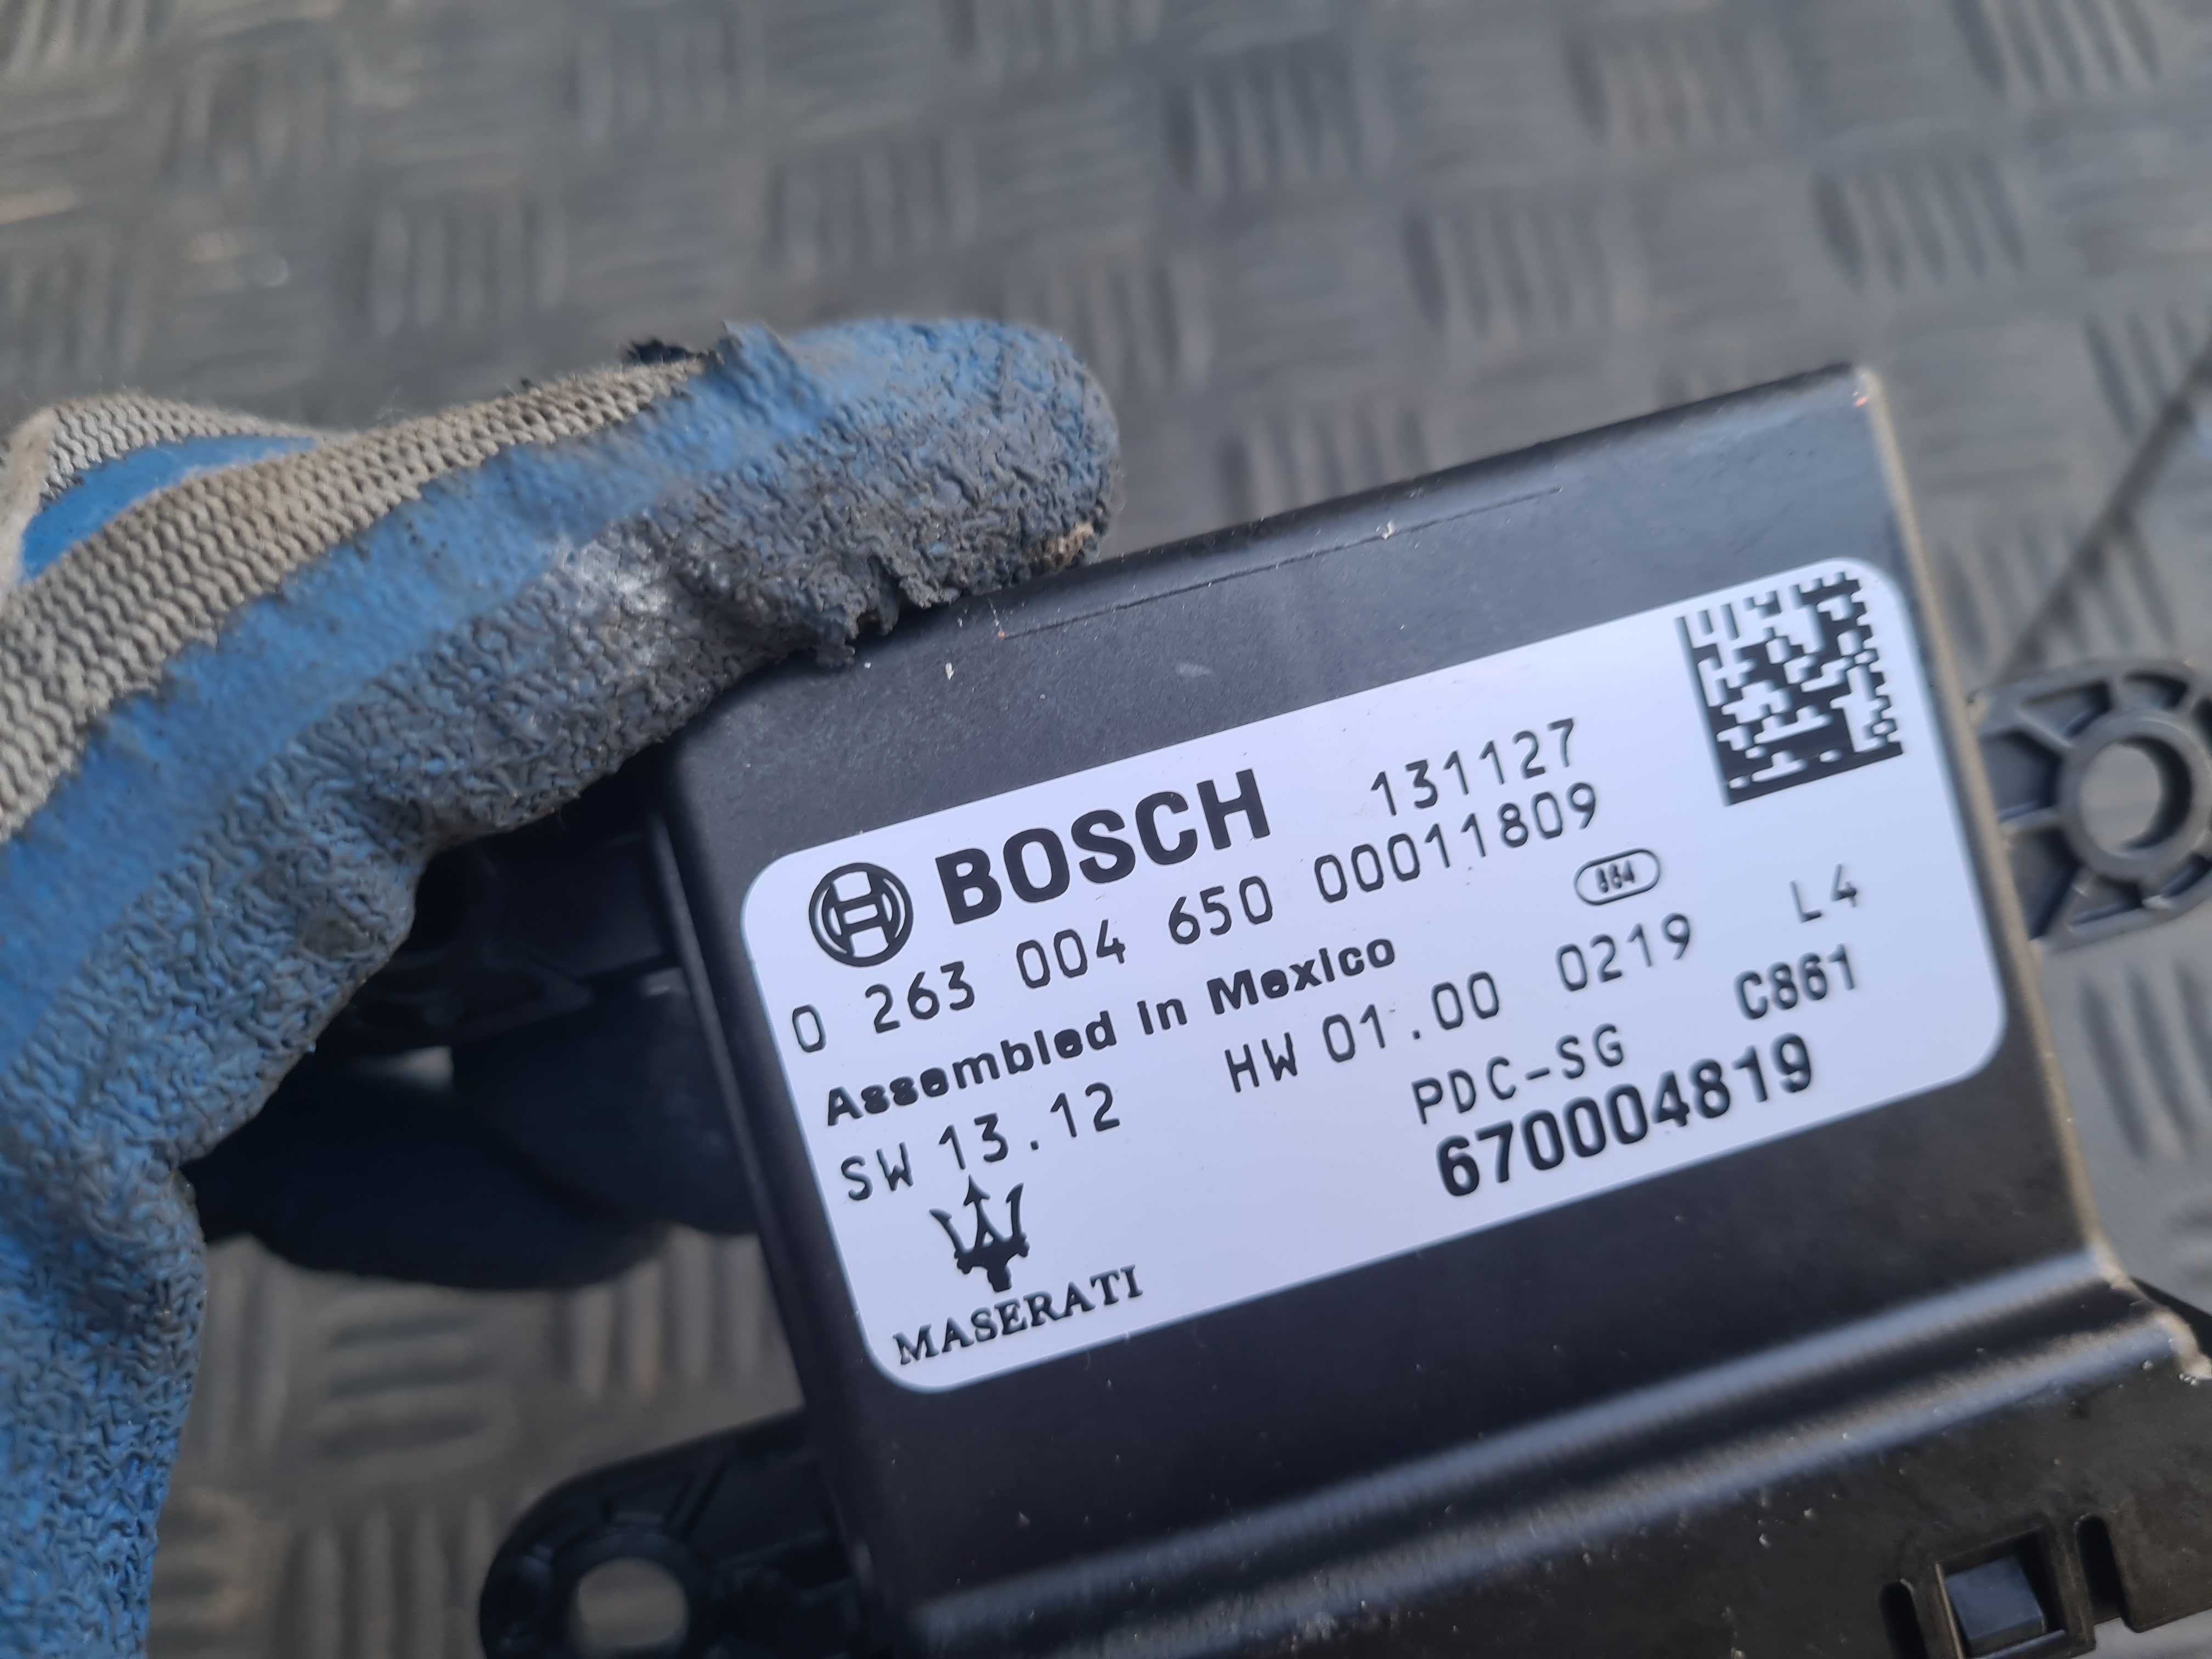 BOSCH 131127
0 263 004 650 00011809
Assembled in Mexico 864 L4
SW 13.12 HW 01.00 0219 C861
PDC-SG
670004819
MASERATI